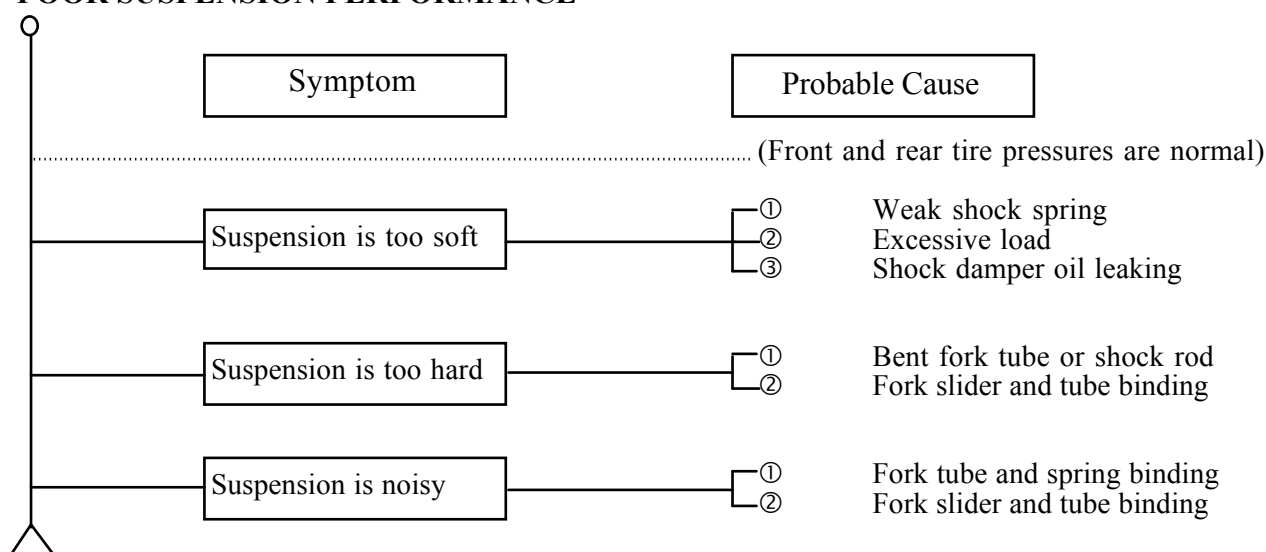 POOR SUSPENSION PERFORMANCE
Symptom
Probable Cause
(Front and rear tire pressures are normal)
Suspension is too soft
① Weak shock spring
② Excessive load
③ Shock damper oil leaking
Suspension is too hard
① Bent fork tube or shock rod
② Fork slider and tube binding
Suspension is noisy
① Fork tube and spring binding
② Fork slider and tube binding